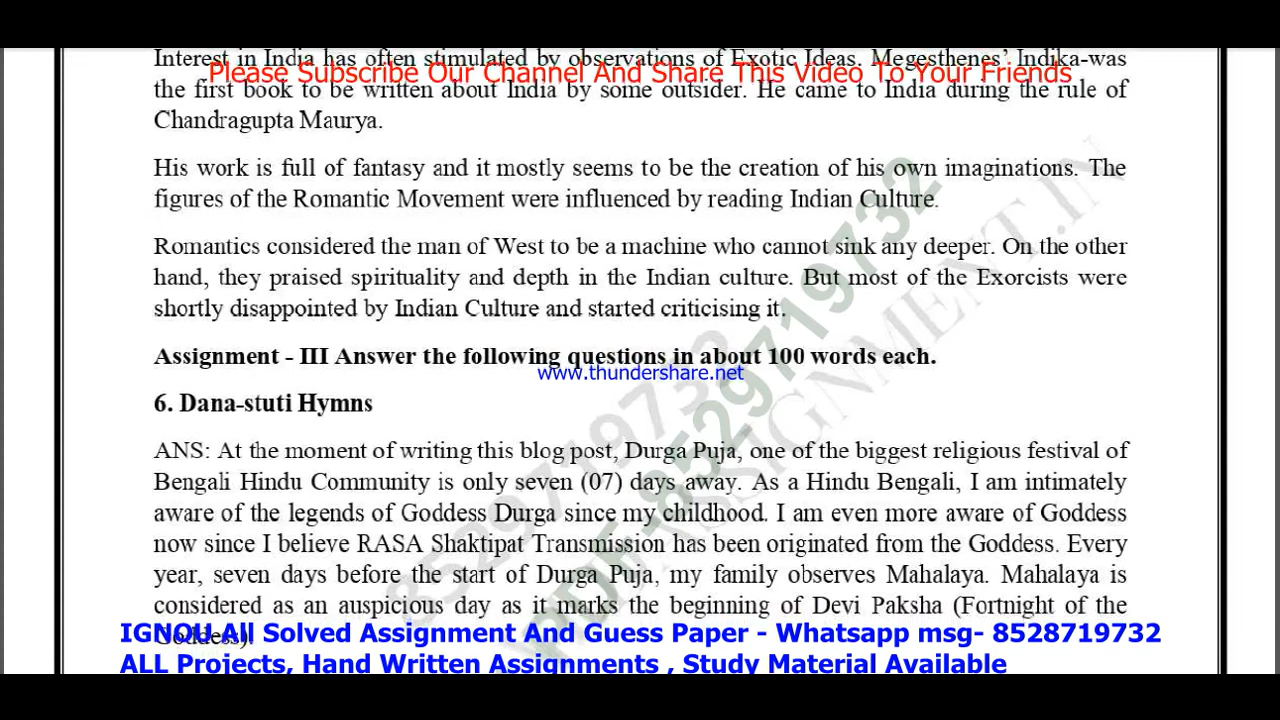 Interest in India has often stimulated by observations of Exotic Ideas. Megesthenes' Indika-was
Please Subscribe Our Channel And Share This Video To Your Friends
the first book to be written about India by some outsider. He came to India during the rule of
Chandragupta Maurya.
His work is full of fantasy and it mostly seems to be the creation of his own imaginations. The
figures of the Romantic Movement were influenced by reading Indian Culture.
Romantics considered the man of West to be a machine who cannot sink any deeper. On the other
hand, they praised spirituality and depth in the Indian culture. But most of the Exorcists were
shortly disappointed by Indian Culture and started criticising it.
Assignment - III Answer the following questions in about 100 words each.
www.thundershare.net
6. Dana-stuti Hymns
ANS: At the moment of writing this blog post, Durga Puja, one of the biggest religious festival of
Bengali Hindu Community is only seven (07) days away. As a Hindu Bengali, I am intimately
aware of the legends of Goddess Durga since my childhood. I am even more aware of Goddess
now since I believe RASA Shaktipat Transmission has been originated from the Goddess. Every
year, seven days before the start of Durga Puja, my family observes Mahalaya. Mahalaya is
considered as an auspicious day as it marks the beginning of Devi Paksha (Fortnight of the
Goddess).
IGNOU All Solved Assignment And Guess Paper - Whatsapp msg- 8528719732
ALL Projects, Hand Written Assignments , Study Material Available
8529719732
PDF-8529719732
ASSIGNMENT.IN